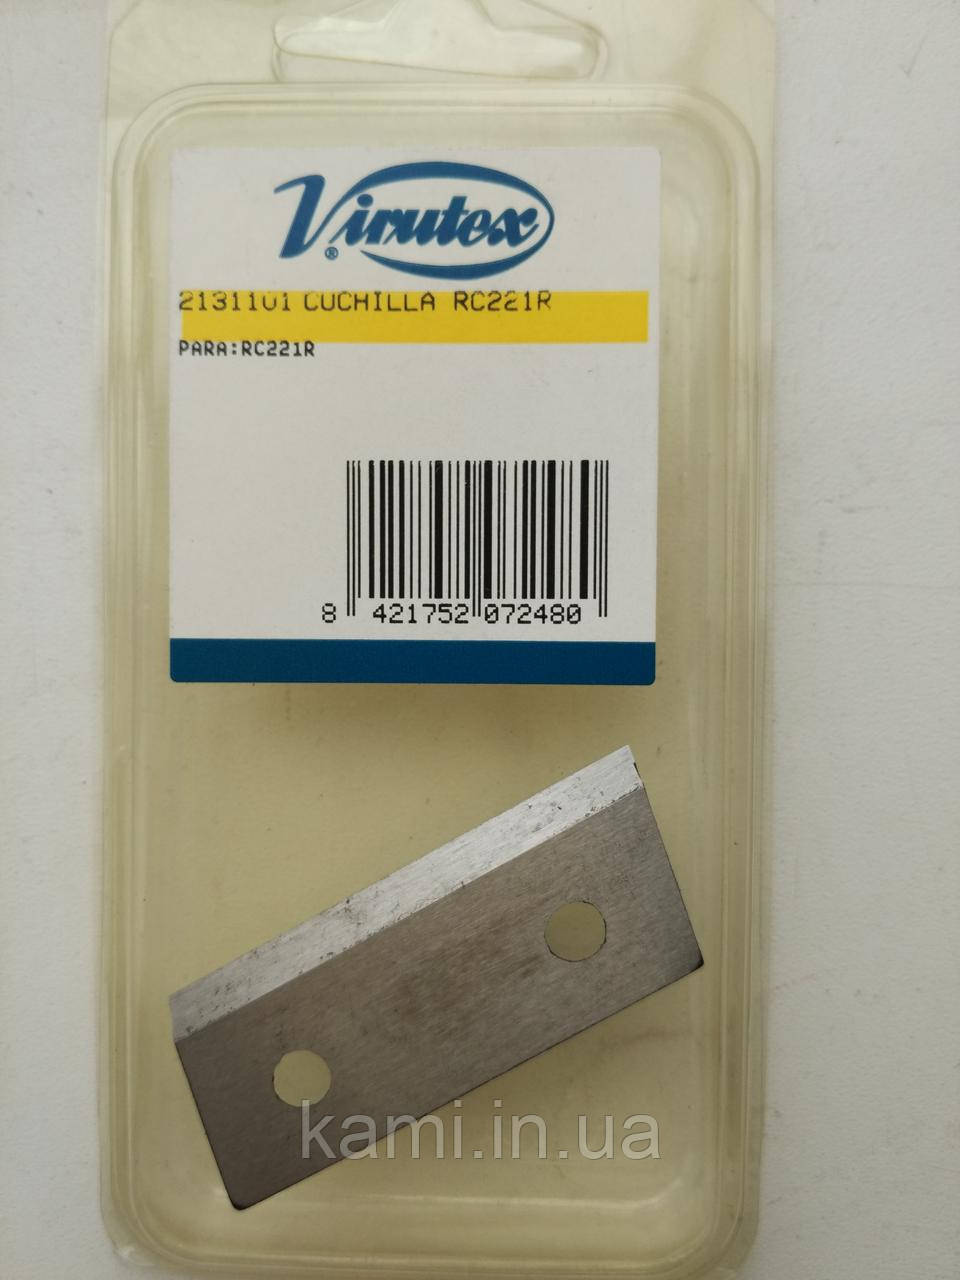 Virutex
®
2131101 CUCHILLA RC221R
PARA:RC221R
8 421752 072480
kami.in.ua